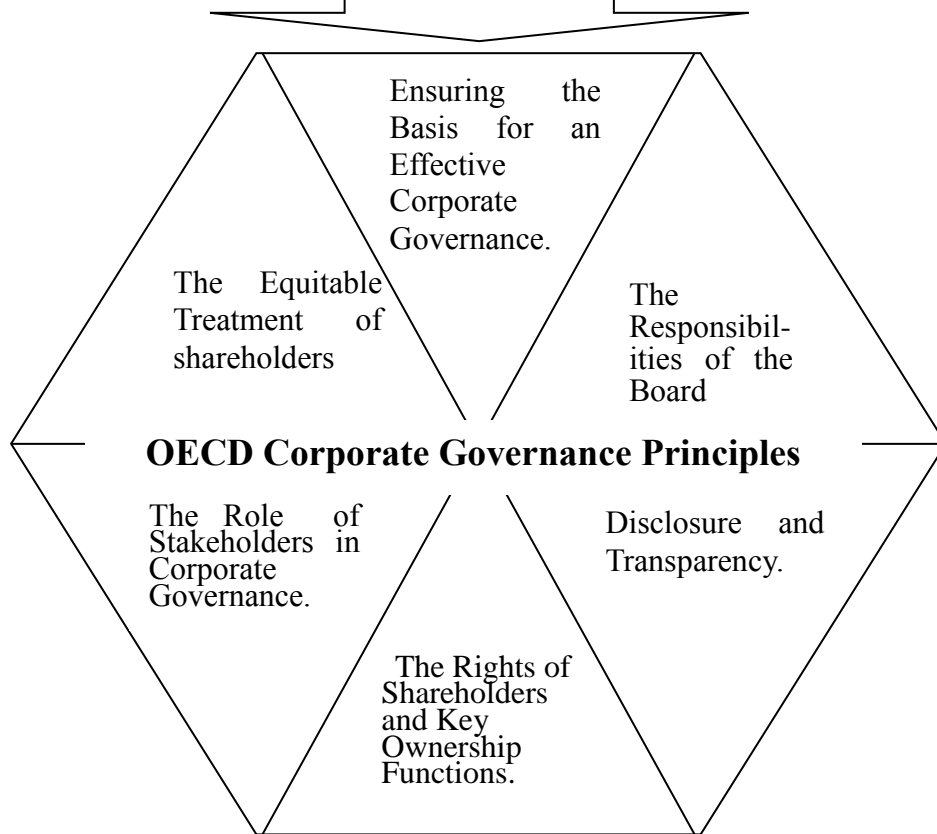 Ensuring the
Basis for an
Effective
Corporate
Governance.
The Equitable
Treatment of
shareholders
The
Responsibil-
ities of the
Board
OECD Corporate Governance Principles
The Role of
Stakeholders in
Corporate
Governance.
Disclosure and
Transparency.
The Rights of
Shareholders
and Key
Ownership
Functions.